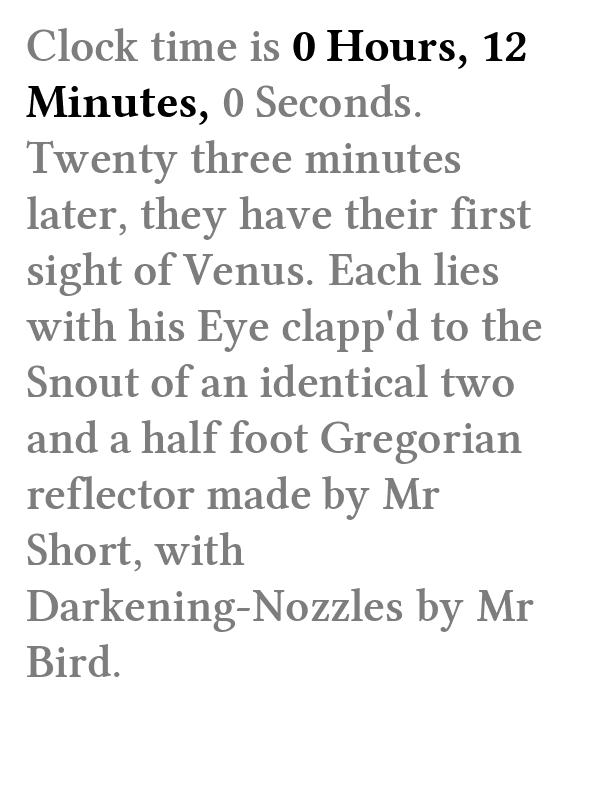 Clock time is 0 Hours, 12
Minutes, 0 Seconds.
Twenty three minutes
later, they have their first
sight of Venus. Each lies
with his Eye clapp'd to the
Snout of an identical two
and a half foot Gregorian
reflector made by Mr
Short, with
Darkening-Nozzles by Mr
Bird.